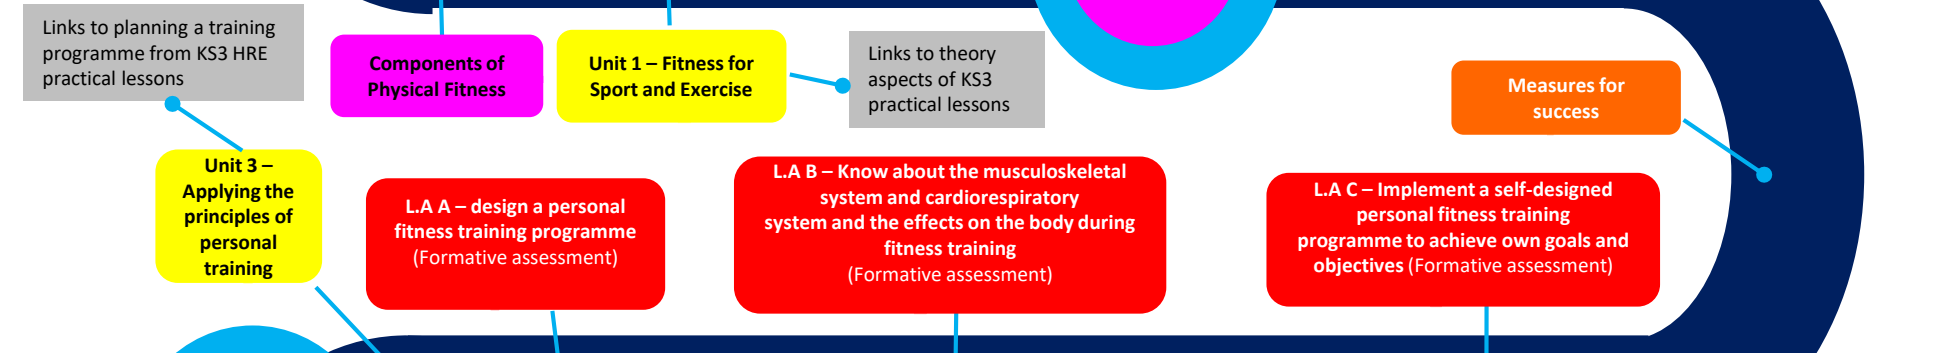 Links to planning a training
programme from KS3 HRE
practical lessons
Components of
Physical Fitness
Unit 1 – Fitness for
Sport and Exercise
Links to theory
aspects of KS3
practical lessons
Measures for
success
Unit 3 –
Applying the
principles of
personal
training
L.A A – design a personal
fitness training programme
(Formative assessment)
L.A B – Know about the musculoskeletal
system and cardiorespiratory
system and the effects on the body during
fitness training
(Formative assessment)
L.A C – Implement a self-designed
personal fitness training
programme to achieve own goals and
objectives (Formative assessment)